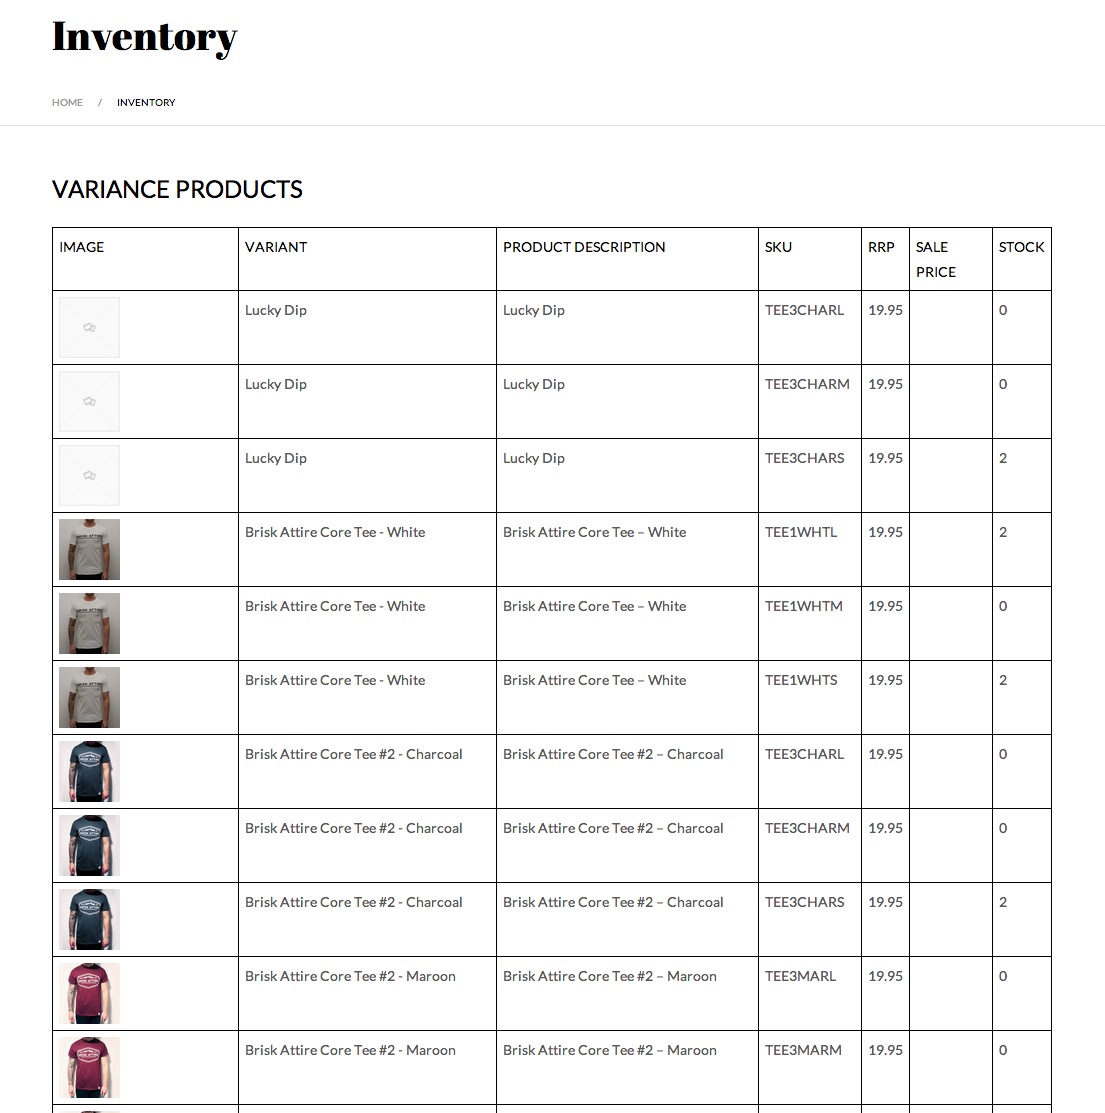 Inventory
HOME / INVENTORY
VARIANCE PRODUCTS
IMAGE VARIANT PRODUCT DESCRIPTION SKU RRP SALE PRICE STOCK
Lucky Dip Lucky Dip TEE3CHARL 19.95 0
Lucky Dip Lucky Dip TEE3CHARM 19.95 0
Lucky Dip Lucky Dip TEE3CHARS 19.95 2
Brisk Attire Core Tee - White Brisk Attire Core Tee – White TEE1WHTL 19.95 2
Brisk Attire Core Tee - White Brisk Attire Core Tee – White TEE1WHTM 19.95 0
Brisk Attire Core Tee - White Brisk Attire Core Tee – White TEE1WHTS 19.95 2
Brisk Attire Core Tee #2 - Charcoal Brisk Attire Core Tee #2 – Charcoal TEE3CHARL 19.95 0
Brisk Attire Core Tee #2 - Charcoal Brisk Attire Core Tee #2 – Charcoal TEE3CHARM 19.95 0
Brisk Attire Core Tee #2 - Charcoal Brisk Attire Core Tee #2 – Charcoal TEE3CHARS 19.95 2
Brisk Attire Core Tee #2 - Maroon Brisk Attire Core Tee #2 – Maroon TEE3MARL 19.95 0
Brisk Attire Core Tee #2 - Maroon Brisk Attire Core Tee #2 – Maroon TEE3MARM 19.95 0